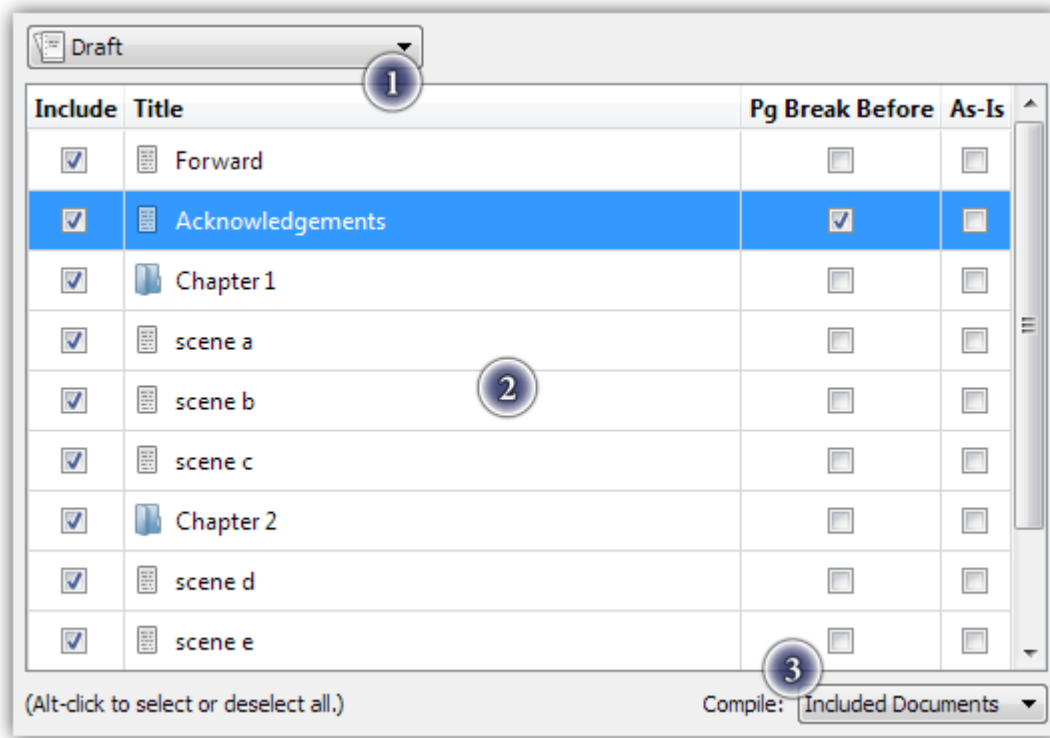 Draft
1
Include Title Pg Break Before As-Is
Forward
Acknowledgements
Chapter 1
scene a
scene b
2
scene c
Chapter 2
scene d
scene e
3
(Alt-click to select or deselect all.) Compile: Included Documents